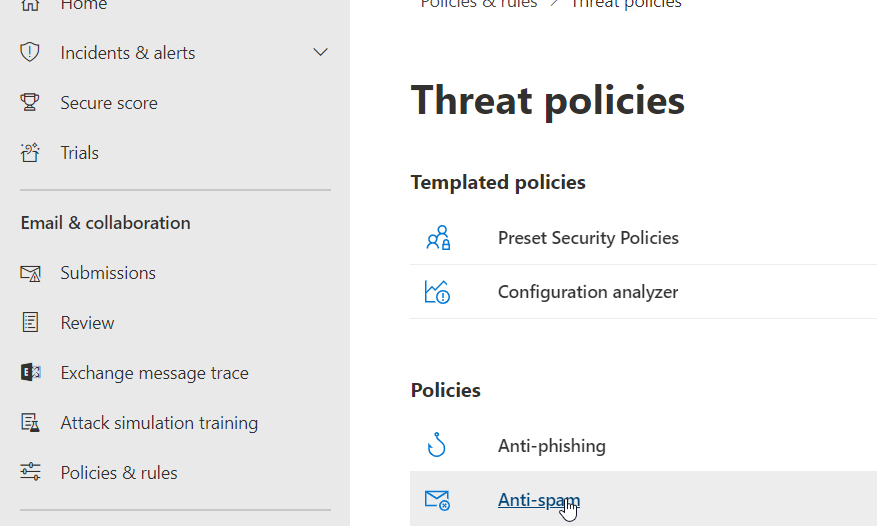 Home
Incidents & alerts
Secure score
Trials
Email & collaboration
Submissions
Review
Exchange message trace
Attack simulation training
Policies & rules
Policies & rules > Threat policies
Threat policies
Templated policies
Preset Security Policies
Configuration analyzer
Policies
Anti-phishing
Anti-spam